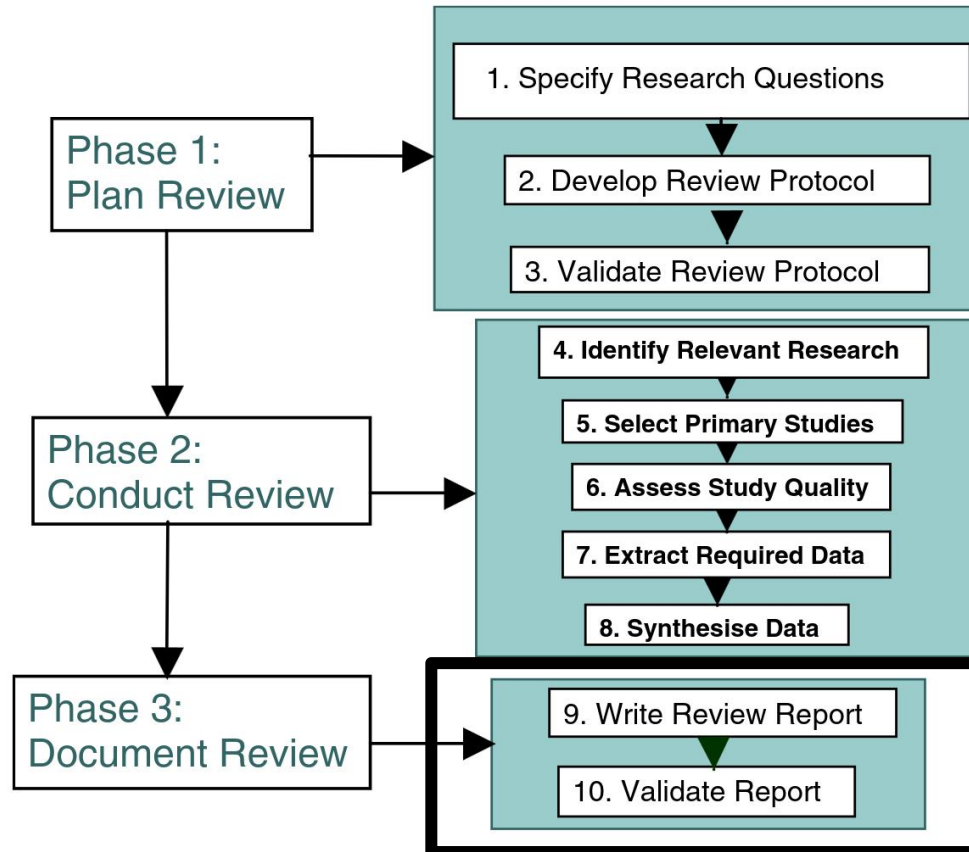 Phase 1:
Plan Review
1. Specify Research Questions
2. Develop Review Protocol
3. Validate Review Protocol
Phase 2:
Conduct Review
4. Identify Relevant Research
5. Select Primary Studies
6. Assess Study Quality
7. Extract Required Data
8. Synthesise Data
Phase 3:
Document Review
9. Write Review Report
10. Validate Report